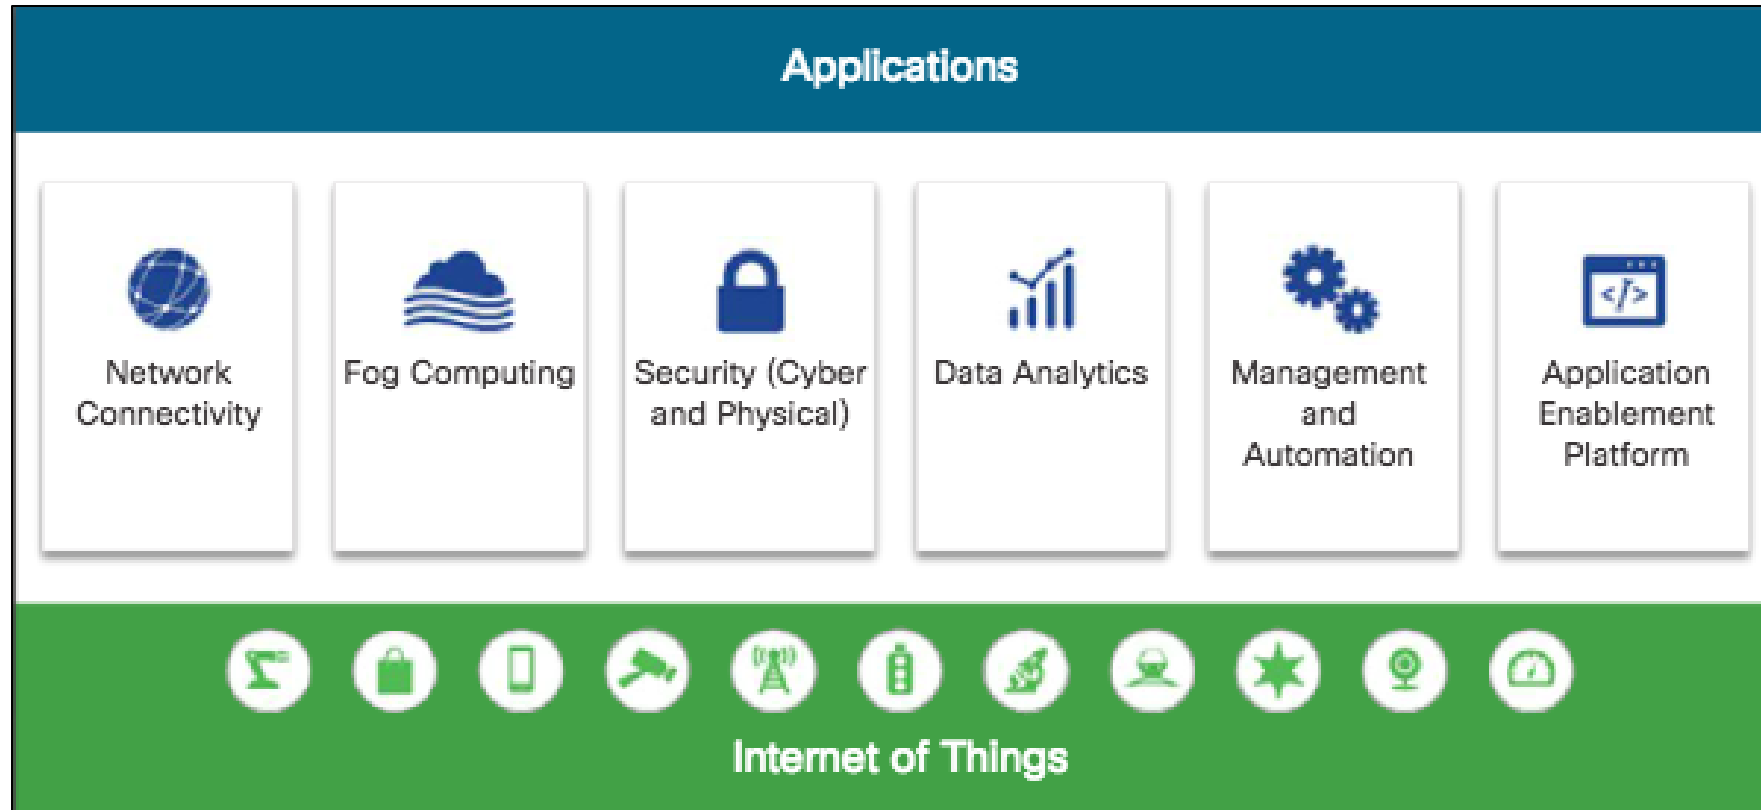 Applications
Network
Connectivity
Fog Computing
Security (Cyber
and Physical)
Data Analytics
Management
and
Automation
</>
Application
Enablement
Platform
Internet of Things